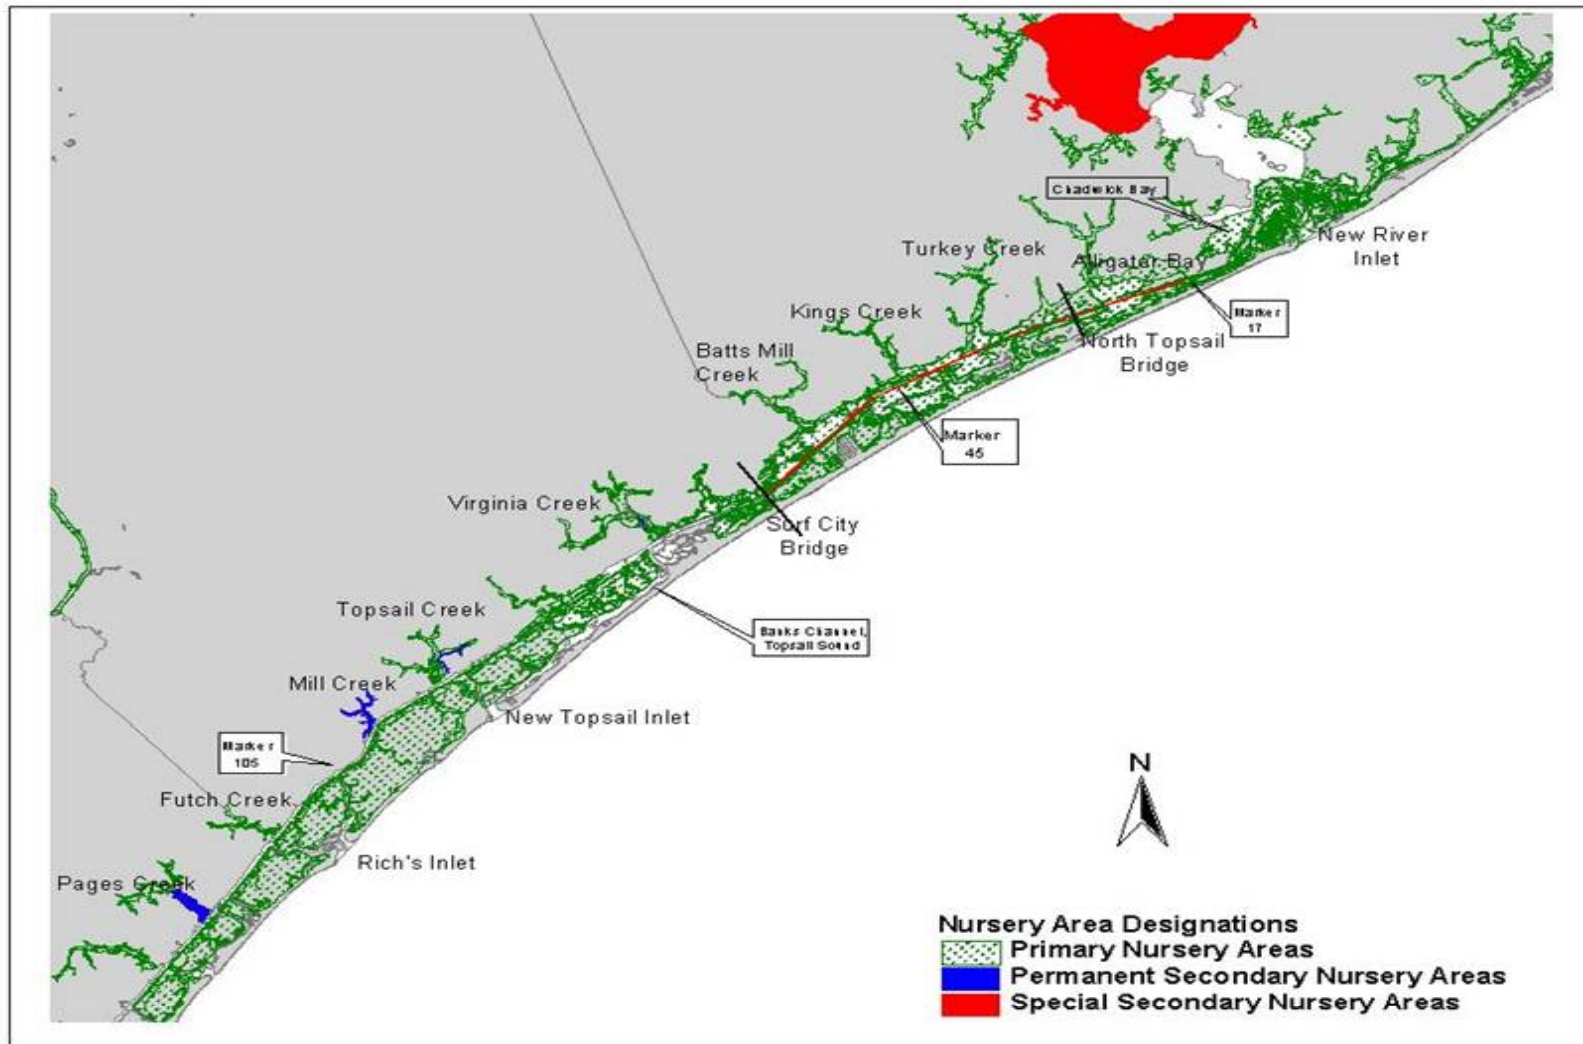 Chadwick Bay
New River
Inlet
Turkey Creek
Alligator Bay
Marker
17
Kings Creek
North Topsail
Bridge
Batts Mill
Creek
Marker
45
Virginia Creek
Surf City
Bridge
Topsail Creek
Banks Channel,
Topsail Sound
Mill Creek
New Topsail Inlet
Marker
105
Futch Creek
N
Rich's Inlet
Pages Creek
Nursery Area Designations
Primary Nursery Areas
Permanent Secondary Nursery Areas
Special Secondary Nursery Areas